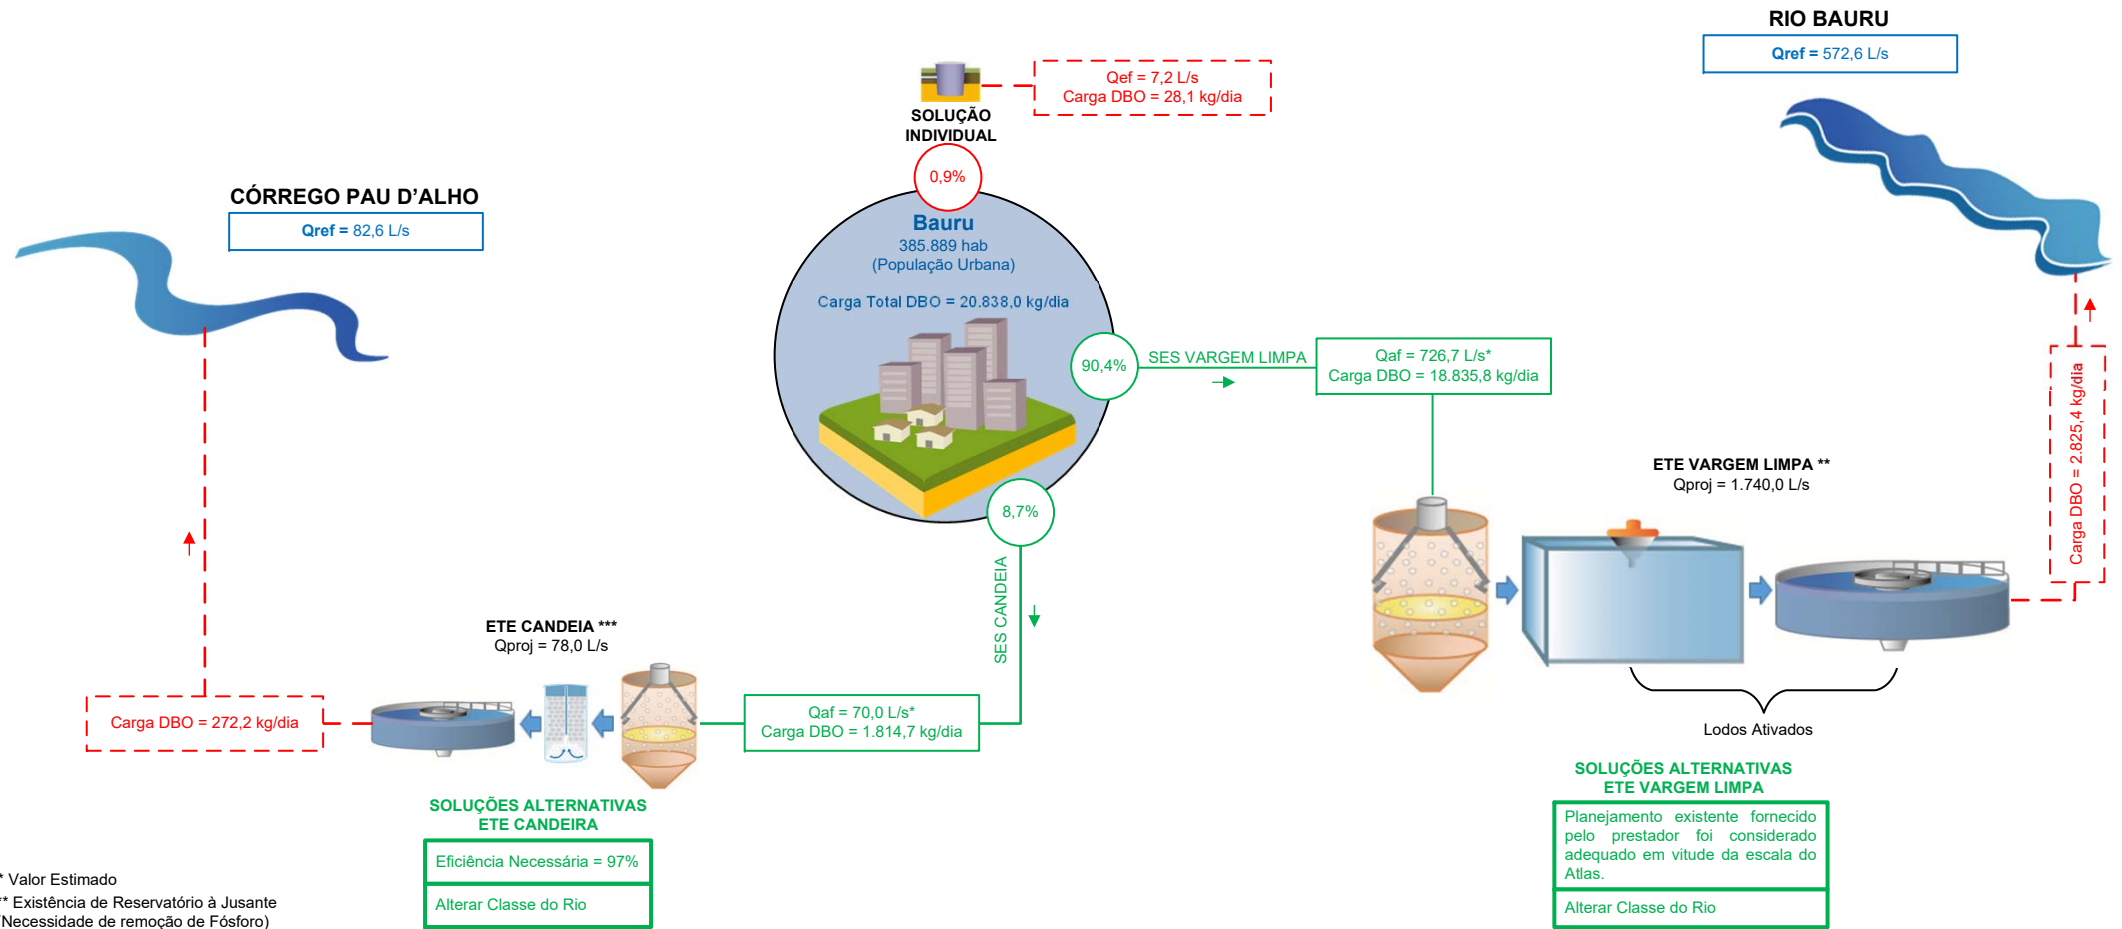 RIO BAURU
Qref = 572,6 L/s
Qef = 7,2 L/s
Carga DBO = 28,1 kg/dia
SOLUÇÃO
INDIVIDUAL
0,9%
CÓRREGO PAU D'ALHO
Qref = 82,6 L/s
Bauru
385.889 hab
(População Urbana)
Carga Total DBO = 20.838,0 kg/dia
90,4%
SES VARGEM LIMPA
Qaf = 726,7 L/s*
Carga DBO = 18.835,8 kg/dia
Carga DBO = 2.825,4 kg/dia
ETE VARGEM LIMPA **
Qproj = 1.740,0 L/s
8,7%
SES CANDEIA
ETE CANDEIA ***
Qproj = 78,0 L/s
Carga DBO = 272,2 kg/dia
Qaf = 70,0 L/s*
Carga DBO = 1.814,7 kg/dia
Lodos Ativados
SOLUÇÕES ALTERNATIVAS
ETE VARGEM LIMPA
Planejamento existente fornecido
pelo prestador foi considerado
adequado em vitude da escala do
Atlas.
Alterar Classe do Rio
SOLUÇÕES ALTERNATIVAS
ETE CANDEIRA
Eficiência Necessária = 97%
Alterar Classe do Rio
* Valor Estimado
** Existência de Reservatório à Jusante
(Necessidade de remoção de Fósforo)